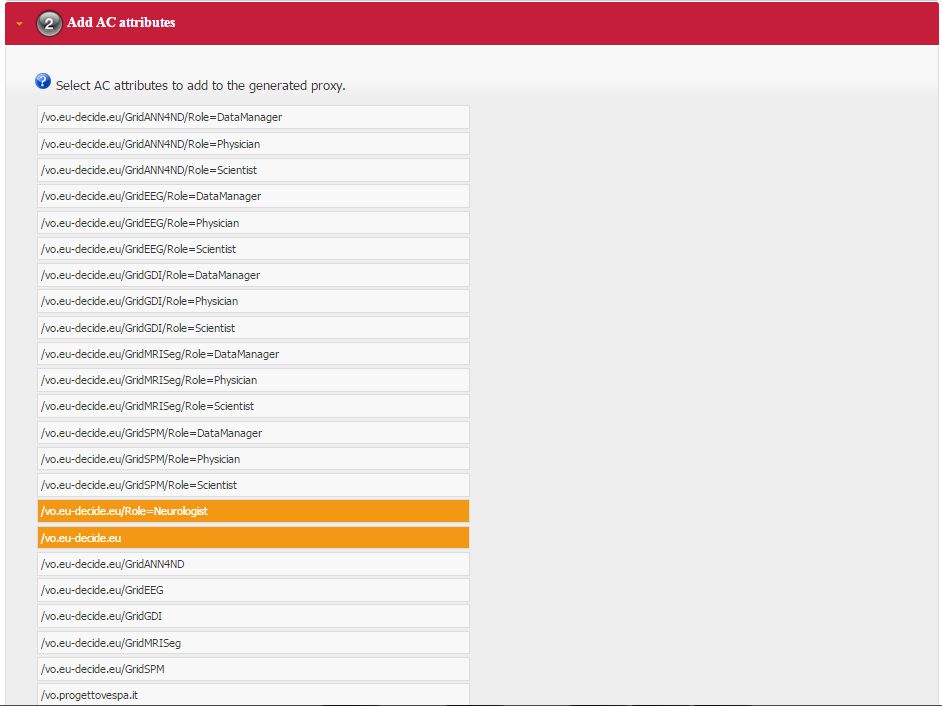 2 Add AC attributes
? Select AC attributes to add to the generated proxy.
/vo.eu-decide.eu/GridANN4ND/Role=DataManager
/vo.eu-decide.eu/GridANN4ND/Role=Physician
/vo.eu-decide.eu/GridANN4ND/Role=Scientist
/vo.eu-decide.eu/GridEEG/Role=DataManager
/vo.eu-decide.eu/GridEEG/Role=Physician
/vo.eu-decide.eu/GridEEG/Role=Scientist
/vo.eu-decide.eu/GridGDI/Role=DataManager
/vo.eu-decide.eu/GridGDI/Role=Physician
/vo.eu-decide.eu/GridGDI/Role=Scientist
/vo.eu-decide.eu/GridMRISeg/Role=DataManager
/vo.eu-decide.eu/GridMRISeg/Role=Physician
/vo.eu-decide.eu/GridMRISeg/Role=Scientist
/vo.eu-decide.eu/GridSPM/Role=DataManager
/vo.eu-decide.eu/GridSPM/Role=Physician
/vo.eu-decide.eu/GridSPM/Role=Scientist
/vo.eu-decide.eu/Role=Neurologist
/vo.eu-decide.eu
/vo.eu-decide.eu/GridANN4ND
/vo.eu-decide.eu/GridEEG
/vo.eu-decide.eu/GridGDI
/vo.eu-decide.eu/GridMRISeg
/vo.eu-decide.eu/GridSPM
/vo.progettovespa.it